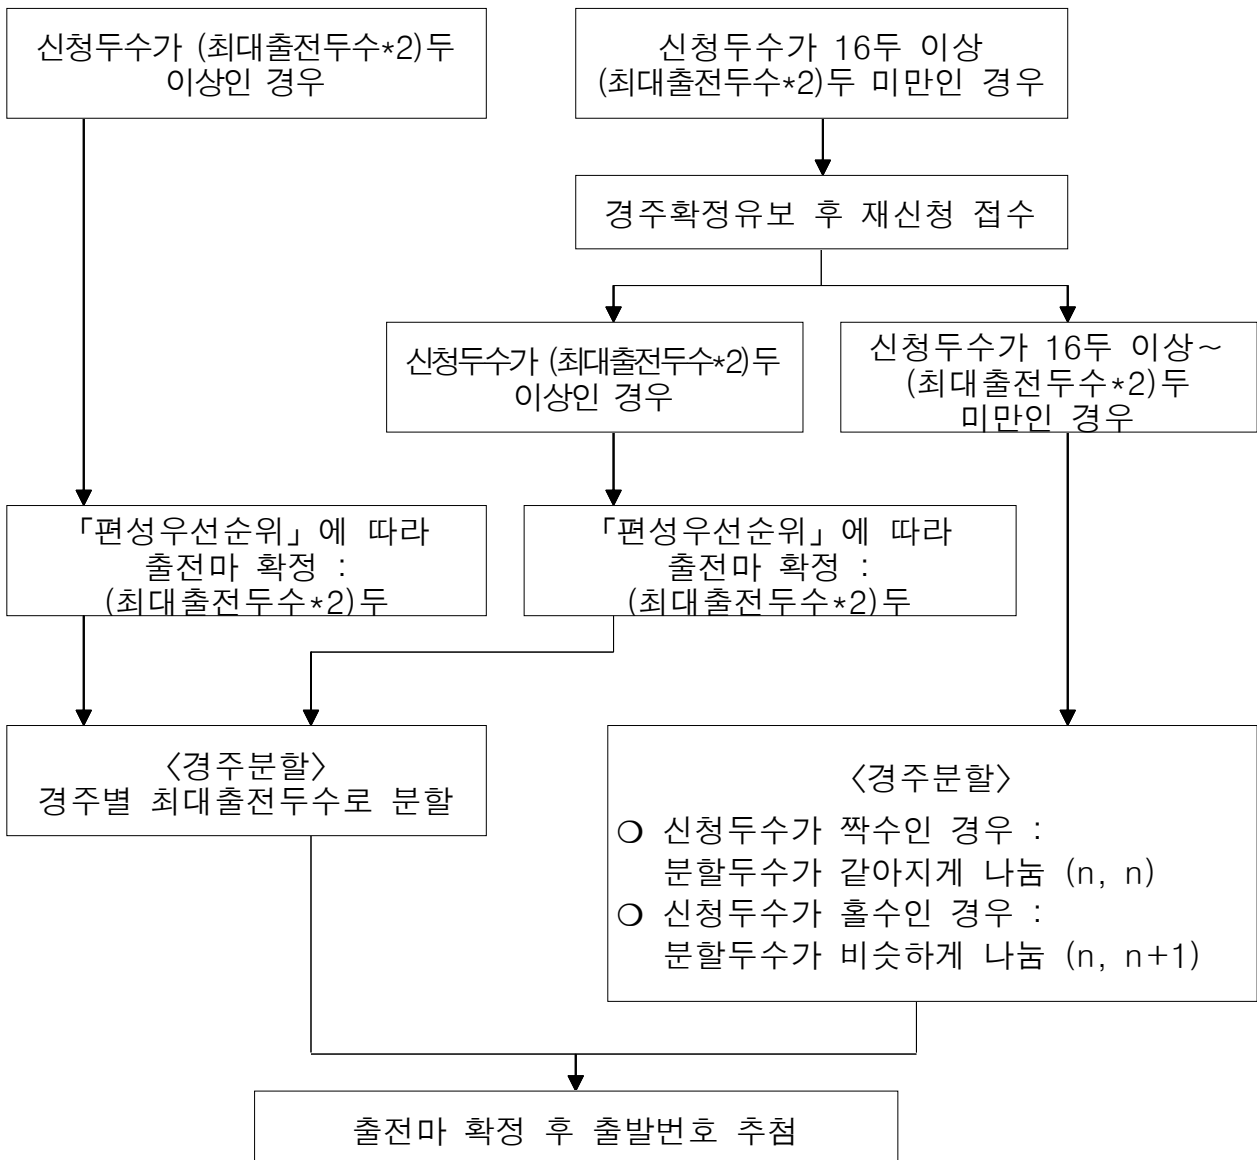 신청두수가 (최대출전두수*2)두
이상인 경우
신청두수가 16두 이상
(최대출전두수*2)두 미만인 경우
경주확정유보 후 재신청 접수
신청두수가 (최대출전두수*2)두
이상인 경우
신청두수가 16두 이상~
(최대출전두수*2)두
미만인 경우
「편성우선순위」에 따라
출전마 확정 :
(최대출전두수*2)두
「편성우선순위」에 따라
출전마 확정 :
(최대출전두수*2)두
<경주분할>
경주별 최대출전두수로 분할
<경주분할>
❍ 신청두수가 짝수인 경우 :
분할두수가 같아지게 나눔 (n, n)
❍ 신청두수가 홀수인 경우 :
분할두수가 비슷하게 나눔 (n, n+1)
출전마 확정 후 출발번호 추첨